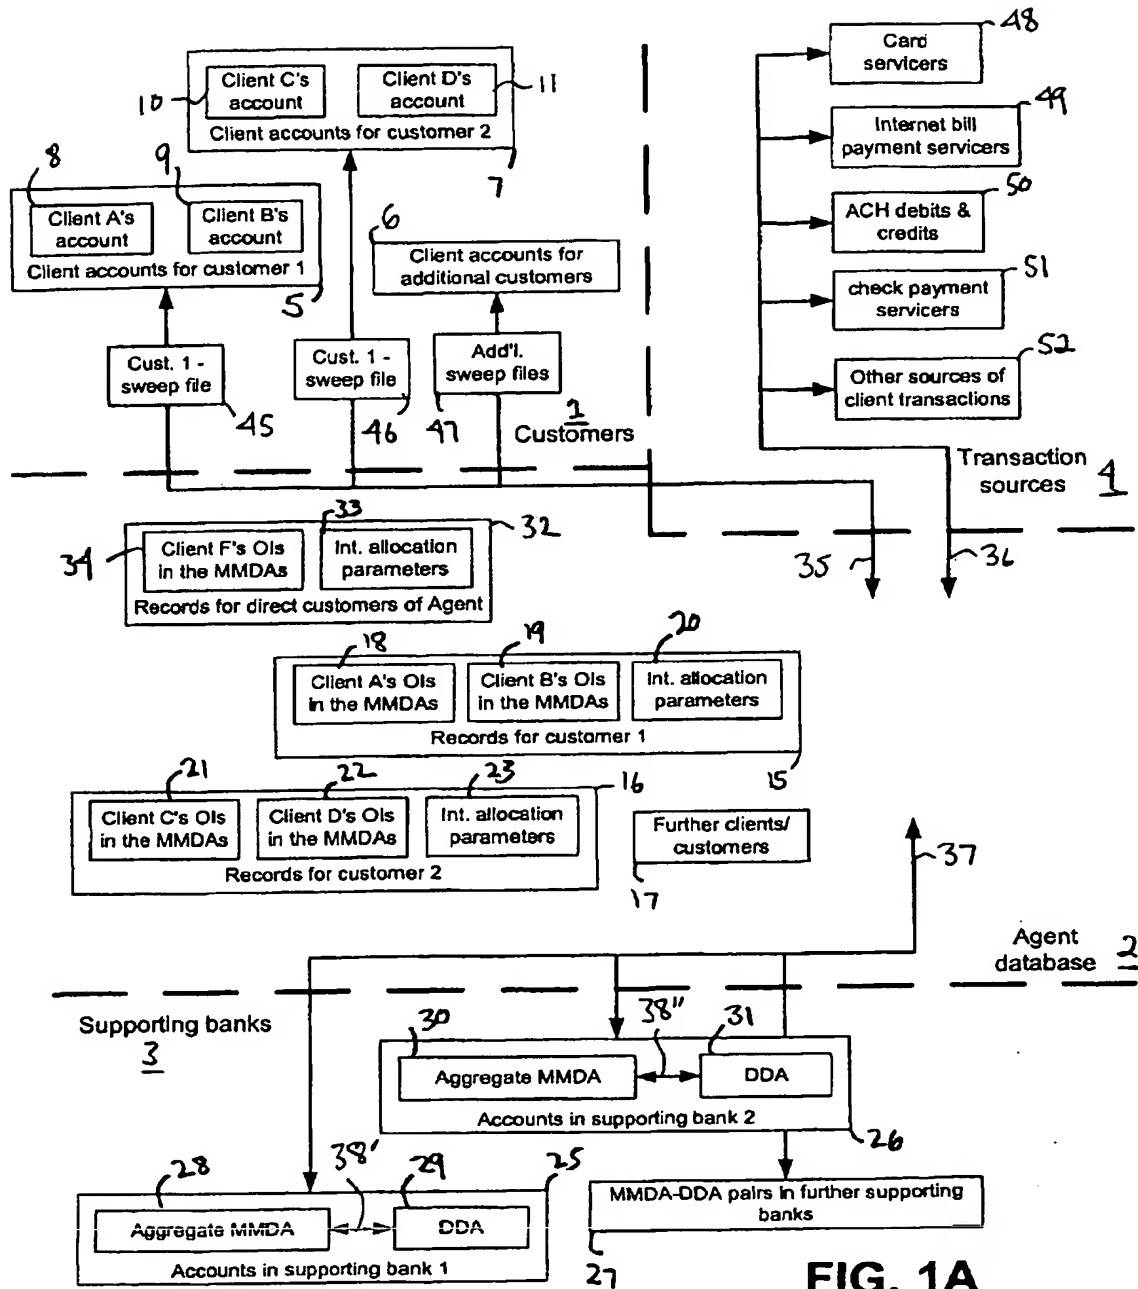 48
Card
servicers
Client C's
account
Client D's
account
10
11
Client accounts for customer 2
7
49
Internet bill
payment servicers
8
9
Client A's
account
Client B's
account
Client accounts for customer 1
5
6
Client accounts for
additional customers
50
ACH debits &
credits
51
check payment
servicers
Cust. 1 -
sweep file
45
Cust. 1 -
sweep file
46
Add'l.
sweep files
47
1
Customers
52
Other sources of
client transactions
Transaction
sources 4
35
36
33
32
34
Client F's OIs
in the MMDAs
Int. allocation
parameters
Records for direct customers of Agent
18
19
20
Client A's OIs
in the MMDAs
Client B's OIs
in the MMDAs
Int. allocation
parameters
Records for customer 1
15
21
22
23
16
Client C's OIs
in the MMDAs
Client D's OIs
in the MMDAs
Int. allocation
parameters
Records for customer 2
Further clients/
customers
17
37
Agent
database 2
Supporting banks
3
30
38"
31
Aggregate MMDA
DDA
Accounts in supporting bank 2
26
28
38'
29
25
Aggregate MMDA
DDA
Accounts in supporting bank 1
MMDA-DDA pairs in further supporting
banks
27
FIG. 1A